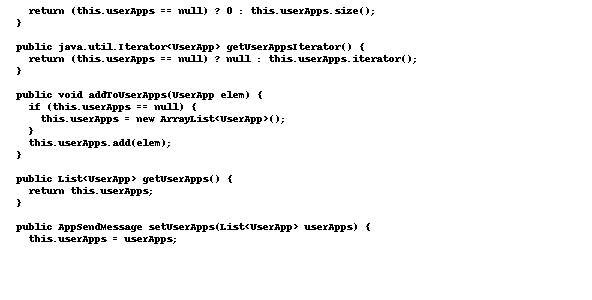 return (this.userApps == null) ? 0 : this.userApps.size();
}
public java.util.Iterator<UserApp> getUserAppsIterator() {
return (this.userApps == null) ? null : this.userApps.iterator();
}
public void addToUserApps(UserApp elem) {
if (this.userApps == null) {
this.userApps = new ArrayList<UserApp>();
}
this.userApps.add(elem);
}
public List<UserApp> getUserApps() {
return this.userApps;
}
public AppSendMessage setUserApps(List<UserApp> userApps) {
this.userApps = userApps;